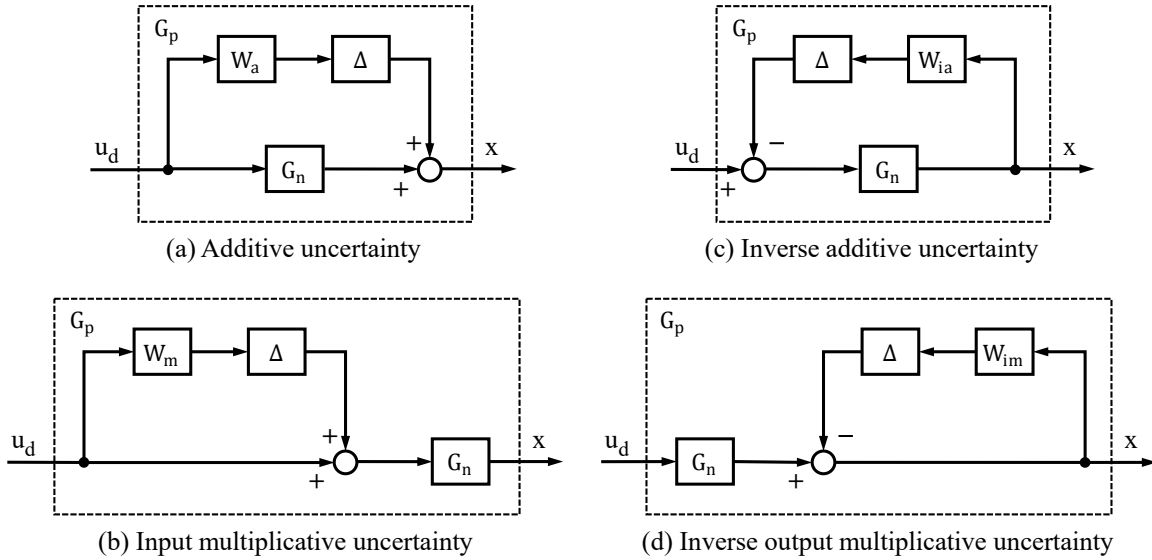 G_p
W_a
Δ
+
u_d
G_n
+
x
(a) Additive uncertainty
G_p
Δ
W_ia
−
u_d
+
G_n
x
(c) Inverse additive uncertainty
G_p
W_m
Δ
+
u_d
+
G_n
x
(b) Input multiplicative uncertainty
G_p
Δ
W_im
−
u_d
G_n
+
x
(d) Inverse output multiplicative uncertainty